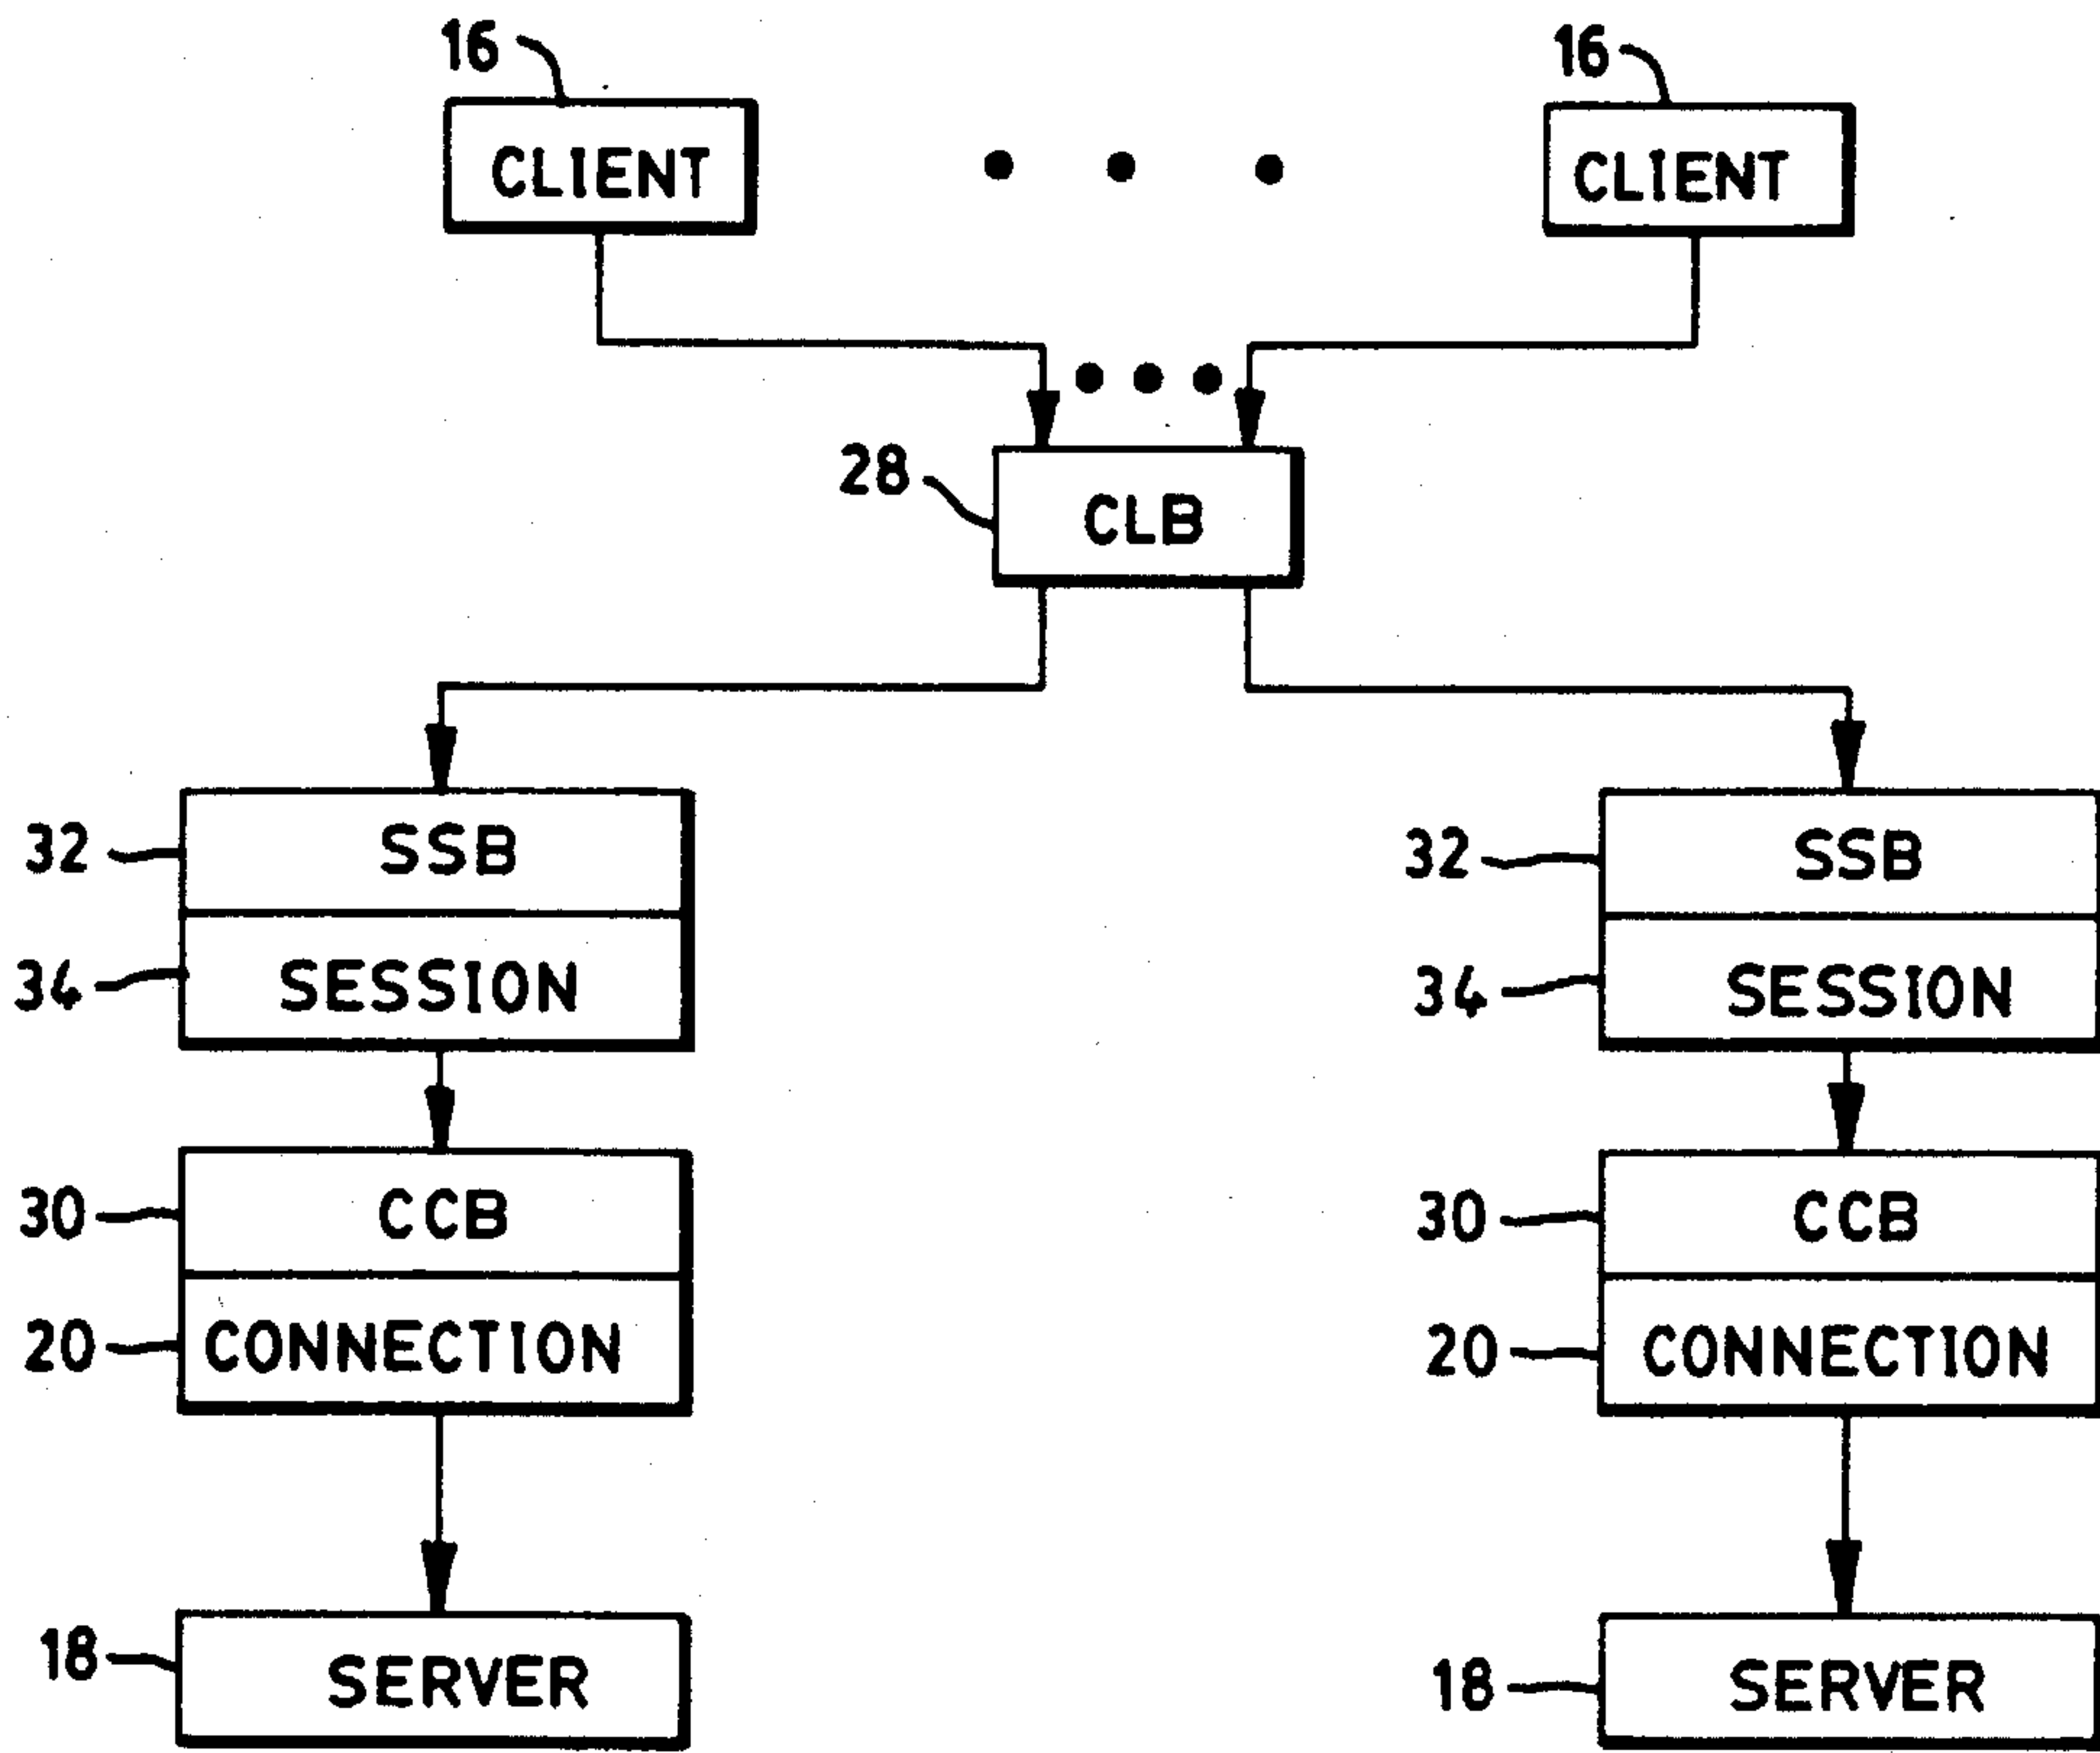 16
16
CLIENT
CLIENT
28
CLB
32
SSB
32
SSB
34
SESSION
34
SESSION
30
CCB
30
CCB
20
CONNECTION
20
CONNECTION
18
SERVER
18
SERVER